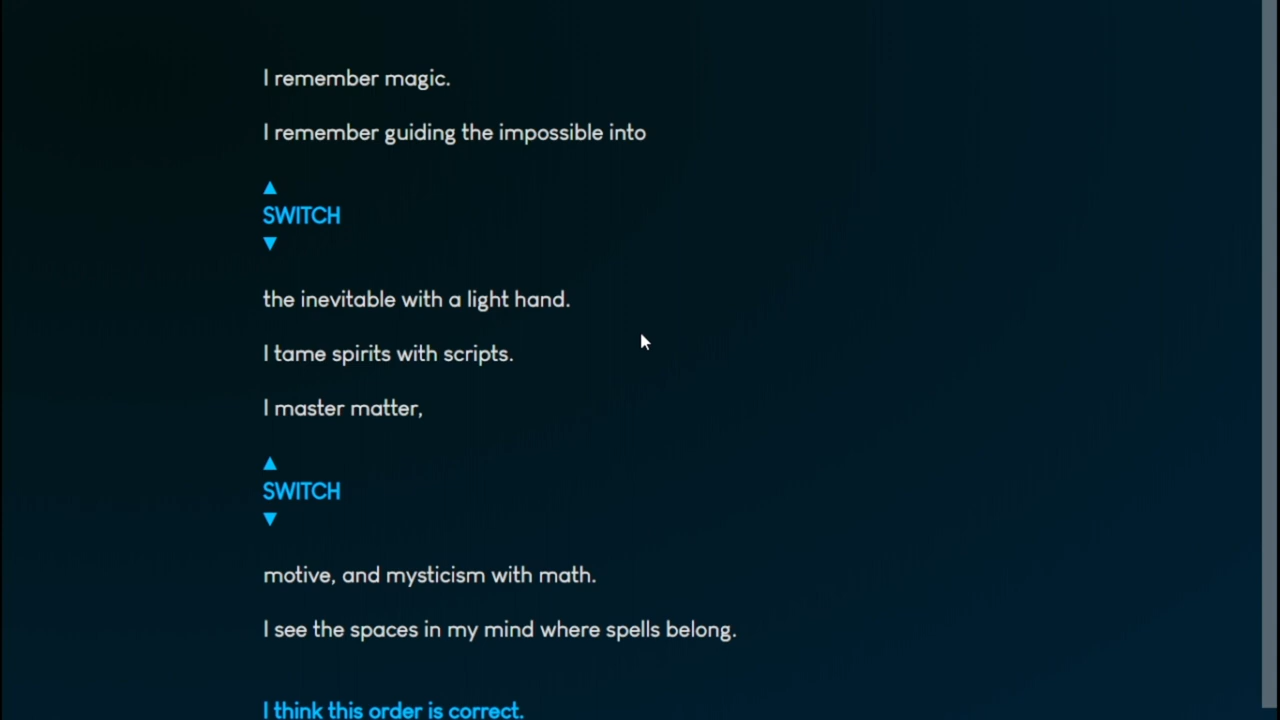 I remember magic.
I remember guiding the impossible into
▲
SWITCH
▼
the inevitable with a light hand.
I tame spirits with scripts.
I master matter,
▲
SWITCH
▼
motive, and mysticism with math.
I see the spaces in my mind where spells belong.
I think this order is correct.